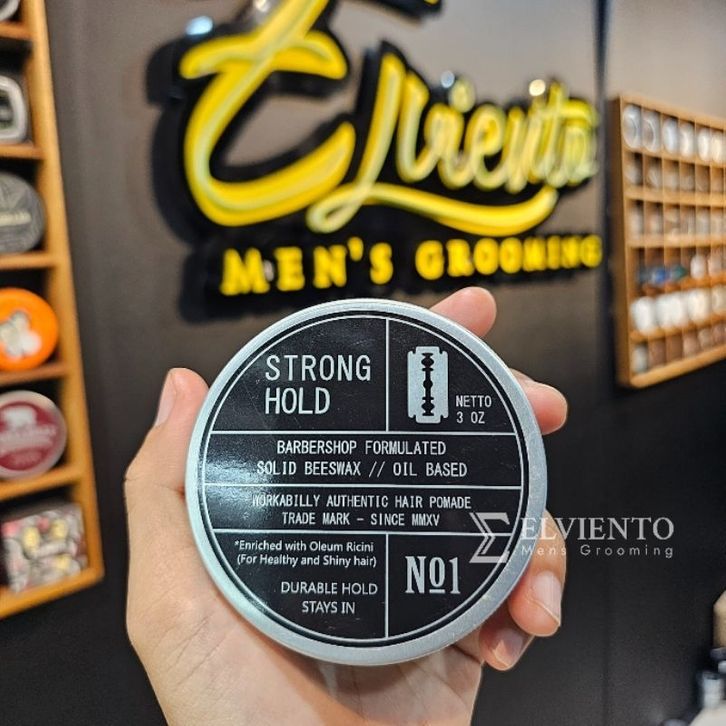 Elviento
MEN'S GROOMING
STRONG
HOLD
NETTO
3 OZ
BARBERSHOP FORMULATED
SOLID BEESWAX // OIL BASED
WORKABILLY AUTHENTIC HAIR POMADE
TRADE MARK - SINCE MMXV
*Enriched with Oleum Ricini
(For Healthy and Shiny hair)
DURABLE HOLD
STAYS IN
№1
ELVIENTO
Mens Grooming